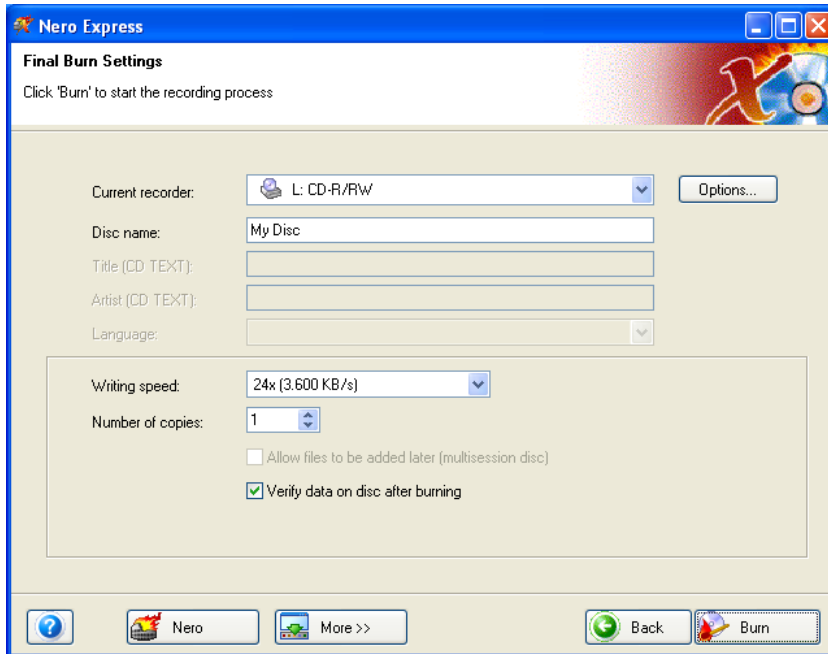 Nero Express
Final Burn Settings
Click 'Burn' to start the recording process
Current recorder: L: CD-R/RW Options...
Disc name: My Disc
Title (CD TEXT):
Artist (CD TEXT):
Language:
Writing speed: 24x (3.600 KB/s)
Number of copies: 1
Allow files to be added later (multisession disc)
Verify data on disc after burning
? Nero More >> Back Burn